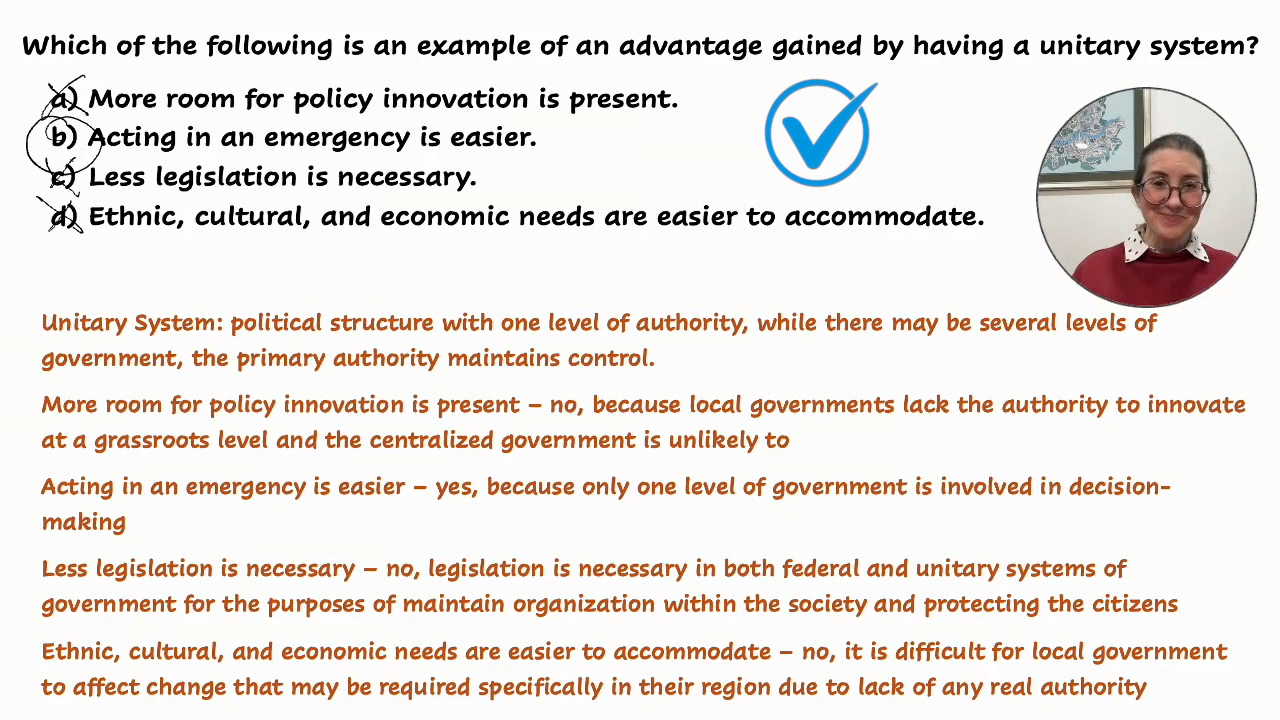 Which of the following is an example of an advantage gained by having a unitary system?
a) More room for policy innovation is present.
b) Acting in an emergency is easier.
c) Less legislation is necessary.
d) Ethnic, cultural, and economic needs are easier to accommodate.
Unitary System: political structure with one level of authority, while there may be several levels of
government, the primary authority maintains control.
More room for policy innovation is present – no, because local governments lack the authority to innovate
at a grassroots level and the centralized government is unlikely to
Acting in an emergency is easier – yes, because only one level of government is involved in decision-
making
Less legislation is necessary – no, legislation is necessary in both federal and unitary systems of
government for the purposes of maintain organization within the society and protecting the citizens
Ethnic, cultural, and economic needs are easier to accommodate – no, it is difficult for local government
to affect change that may be required specifically in their region due to lack of any real authority